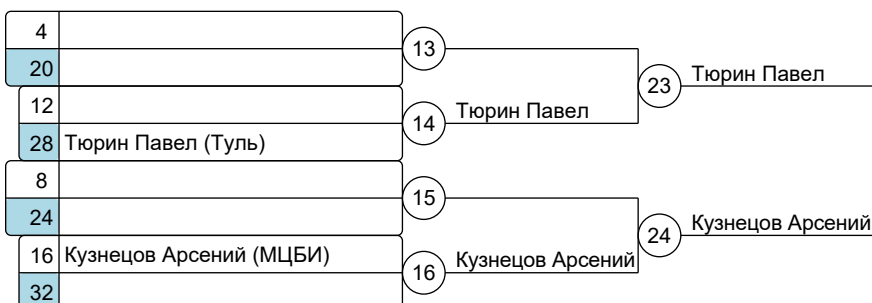 4
13
20
23 Тюрин Павел
12
14 Тюрин Павел
28 Тюрин Павел (Туль)
8
15
24
24 Кузнецов Арсений
16 Кузнецов Арсений (МЦБИ)
16 Кузнецов Арсений
32